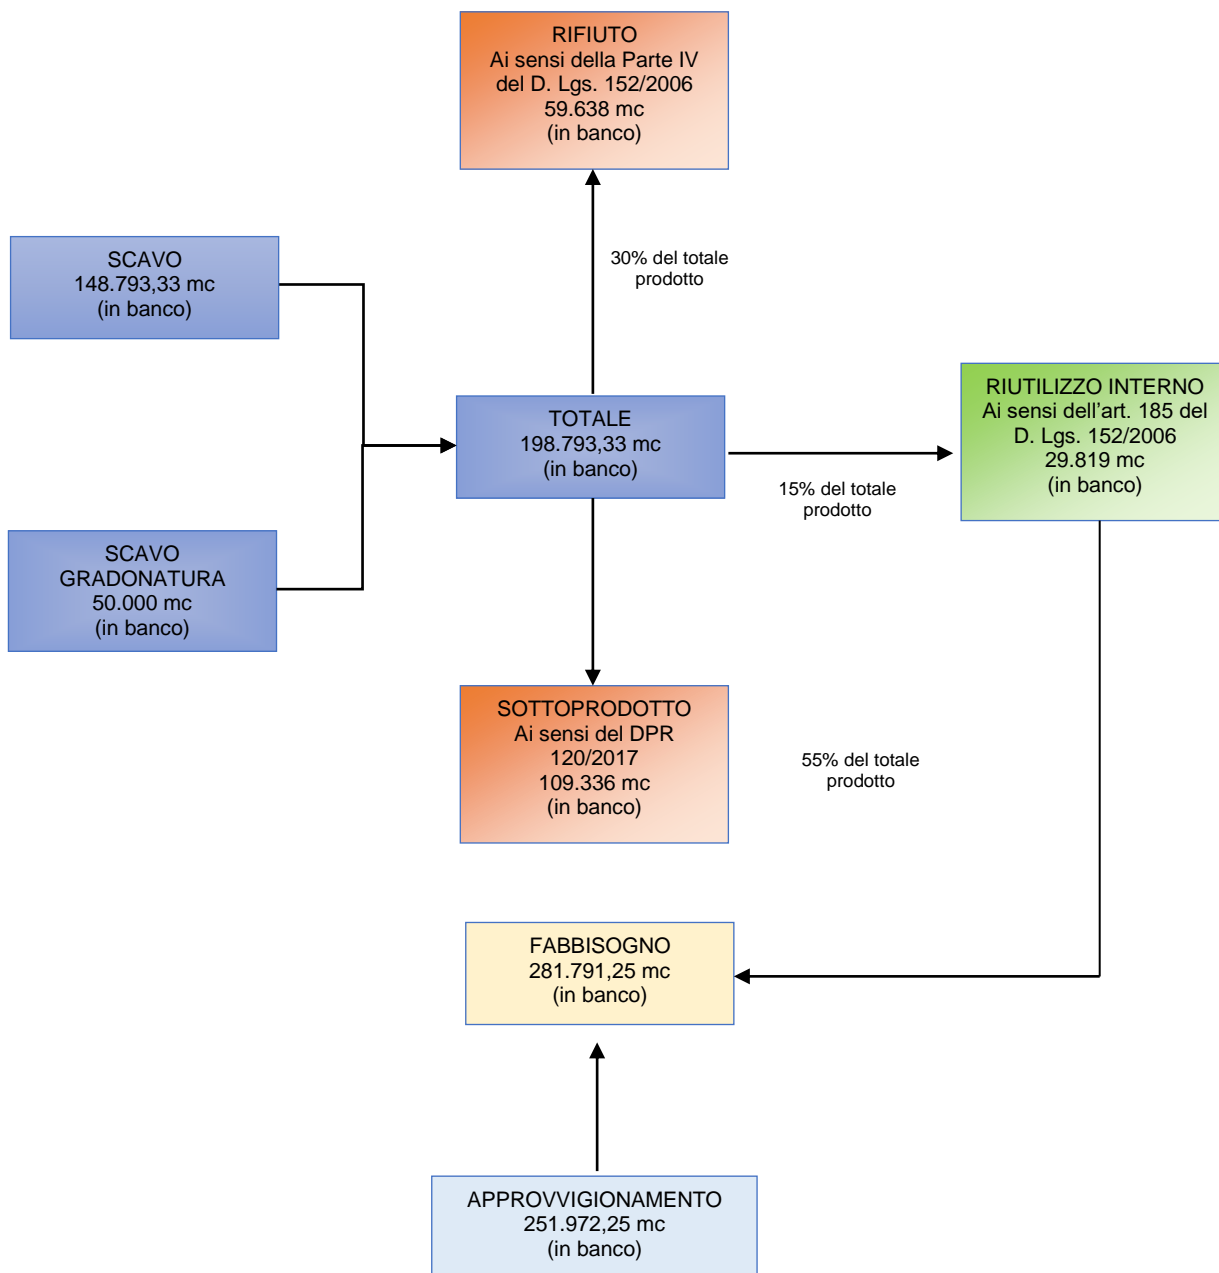 RIFIUTO
Ai sensi della Parte IV
del D. Lgs. 152/2006
59.638 mc
(in banco)
30% del totale
prodotto
SCAVO
148.793,33 mc
(in banco)
TOTALE
198.793,33 mc
(in banco)
RIUTILIZZO INTERNO
Ai sensi dell’art. 185 del
D. Lgs. 152/2006
29.819 mc
(in banco)
15% del totale
prodotto
SCAVO
GRADONATURA
50.000 mc
(in banco)
SOTTOPRODOTTO
Ai sensi del DPR
120/2017
109.336 mc
(in banco)
55% del totale
prodotto
FABBISOGNO
281.791,25 mc
(in banco)
APPROVVIGIONAMENTO
251.972,25 mc
(in banco)